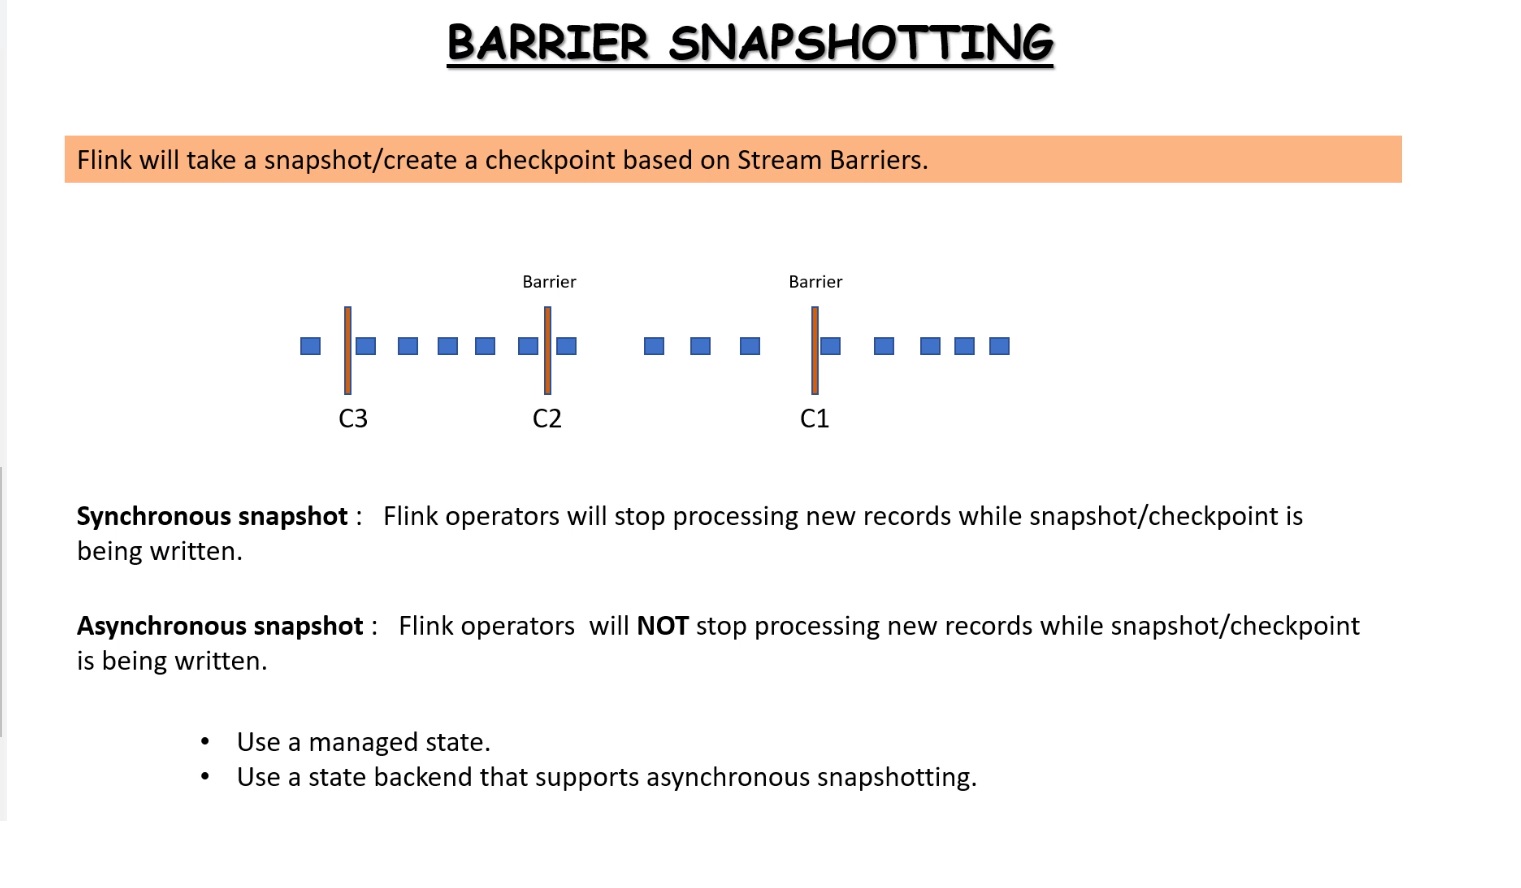 BARRIER SNAPSHOTTING
Flink will take a snapshot/create a checkpoint based on Stream Barriers.
Barrier Barrier
C3 C2 C1
Synchronous snapshot : Flink operators will stop processing new records while snapshot/checkpoint is
being written.
Asynchronous snapshot : Flink operators will NOT stop processing new records while snapshot/checkpoint
is being written.
• Use a managed state.
• Use a state backend that supports asynchronous snapshotting.